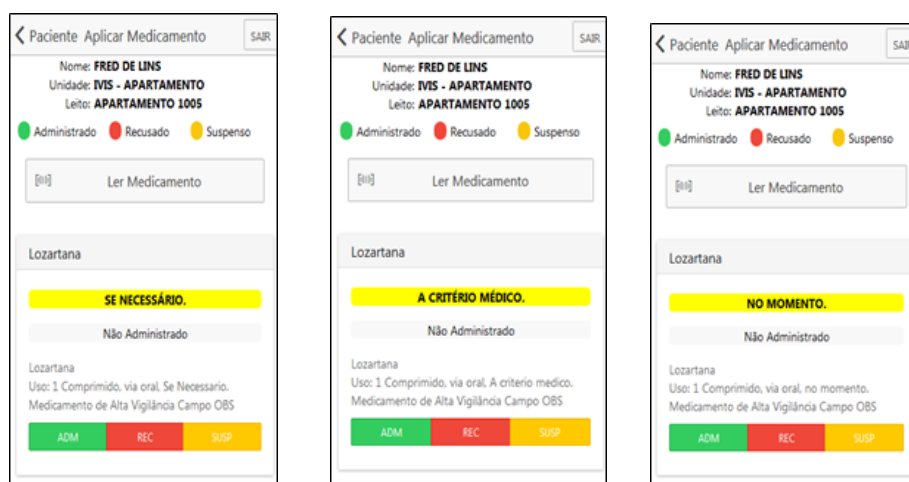 Paciente Aplicar Medicamento SAIR
Nome: FRED DE LINS
Unidade: IVIS - APARTAMENTO
Leito: APARTAMENTO 1005
Administrado Recusado Suspenso
Ler Medicamento
Lozartana
SE NECESSÁRIO.
Não Administrado
Lozartana
Uso: 1 Comprimido, via oral, Se Necessario.
Medicamento de Alta Vigilância Campo OBS
ADM REC SUSP
Paciente Aplicar Medicamento SAIR
Nome: FRED DE LINS
Unidade: IVIS - APARTAMENTO
Leito: APARTAMENTO 1005
Administrado Recusado Suspenso
Ler Medicamento
Lozartana
A CRITÉRIO MÉDICO.
Não Administrado
Lozartana
Uso: 1 Comprimido, via oral, A criterio medico.
Medicamento de Alta Vigilância Campo OBS
ADM REC SUSP
Paciente Aplicar Medicamento SAIR
Nome: FRED DE LINS
Unidade: IVIS - APARTAMENTO
Leito: APARTAMENTO 1005
Administrado Recusado Suspenso
Ler Medicamento
Lozartana
NO MOMENTO.
Não Administrado
Lozartana
Uso: 1 Comprimido, via oral, no momento.
Medicamento de Alta Vigilância Campo OBS
ADM REC SUSP